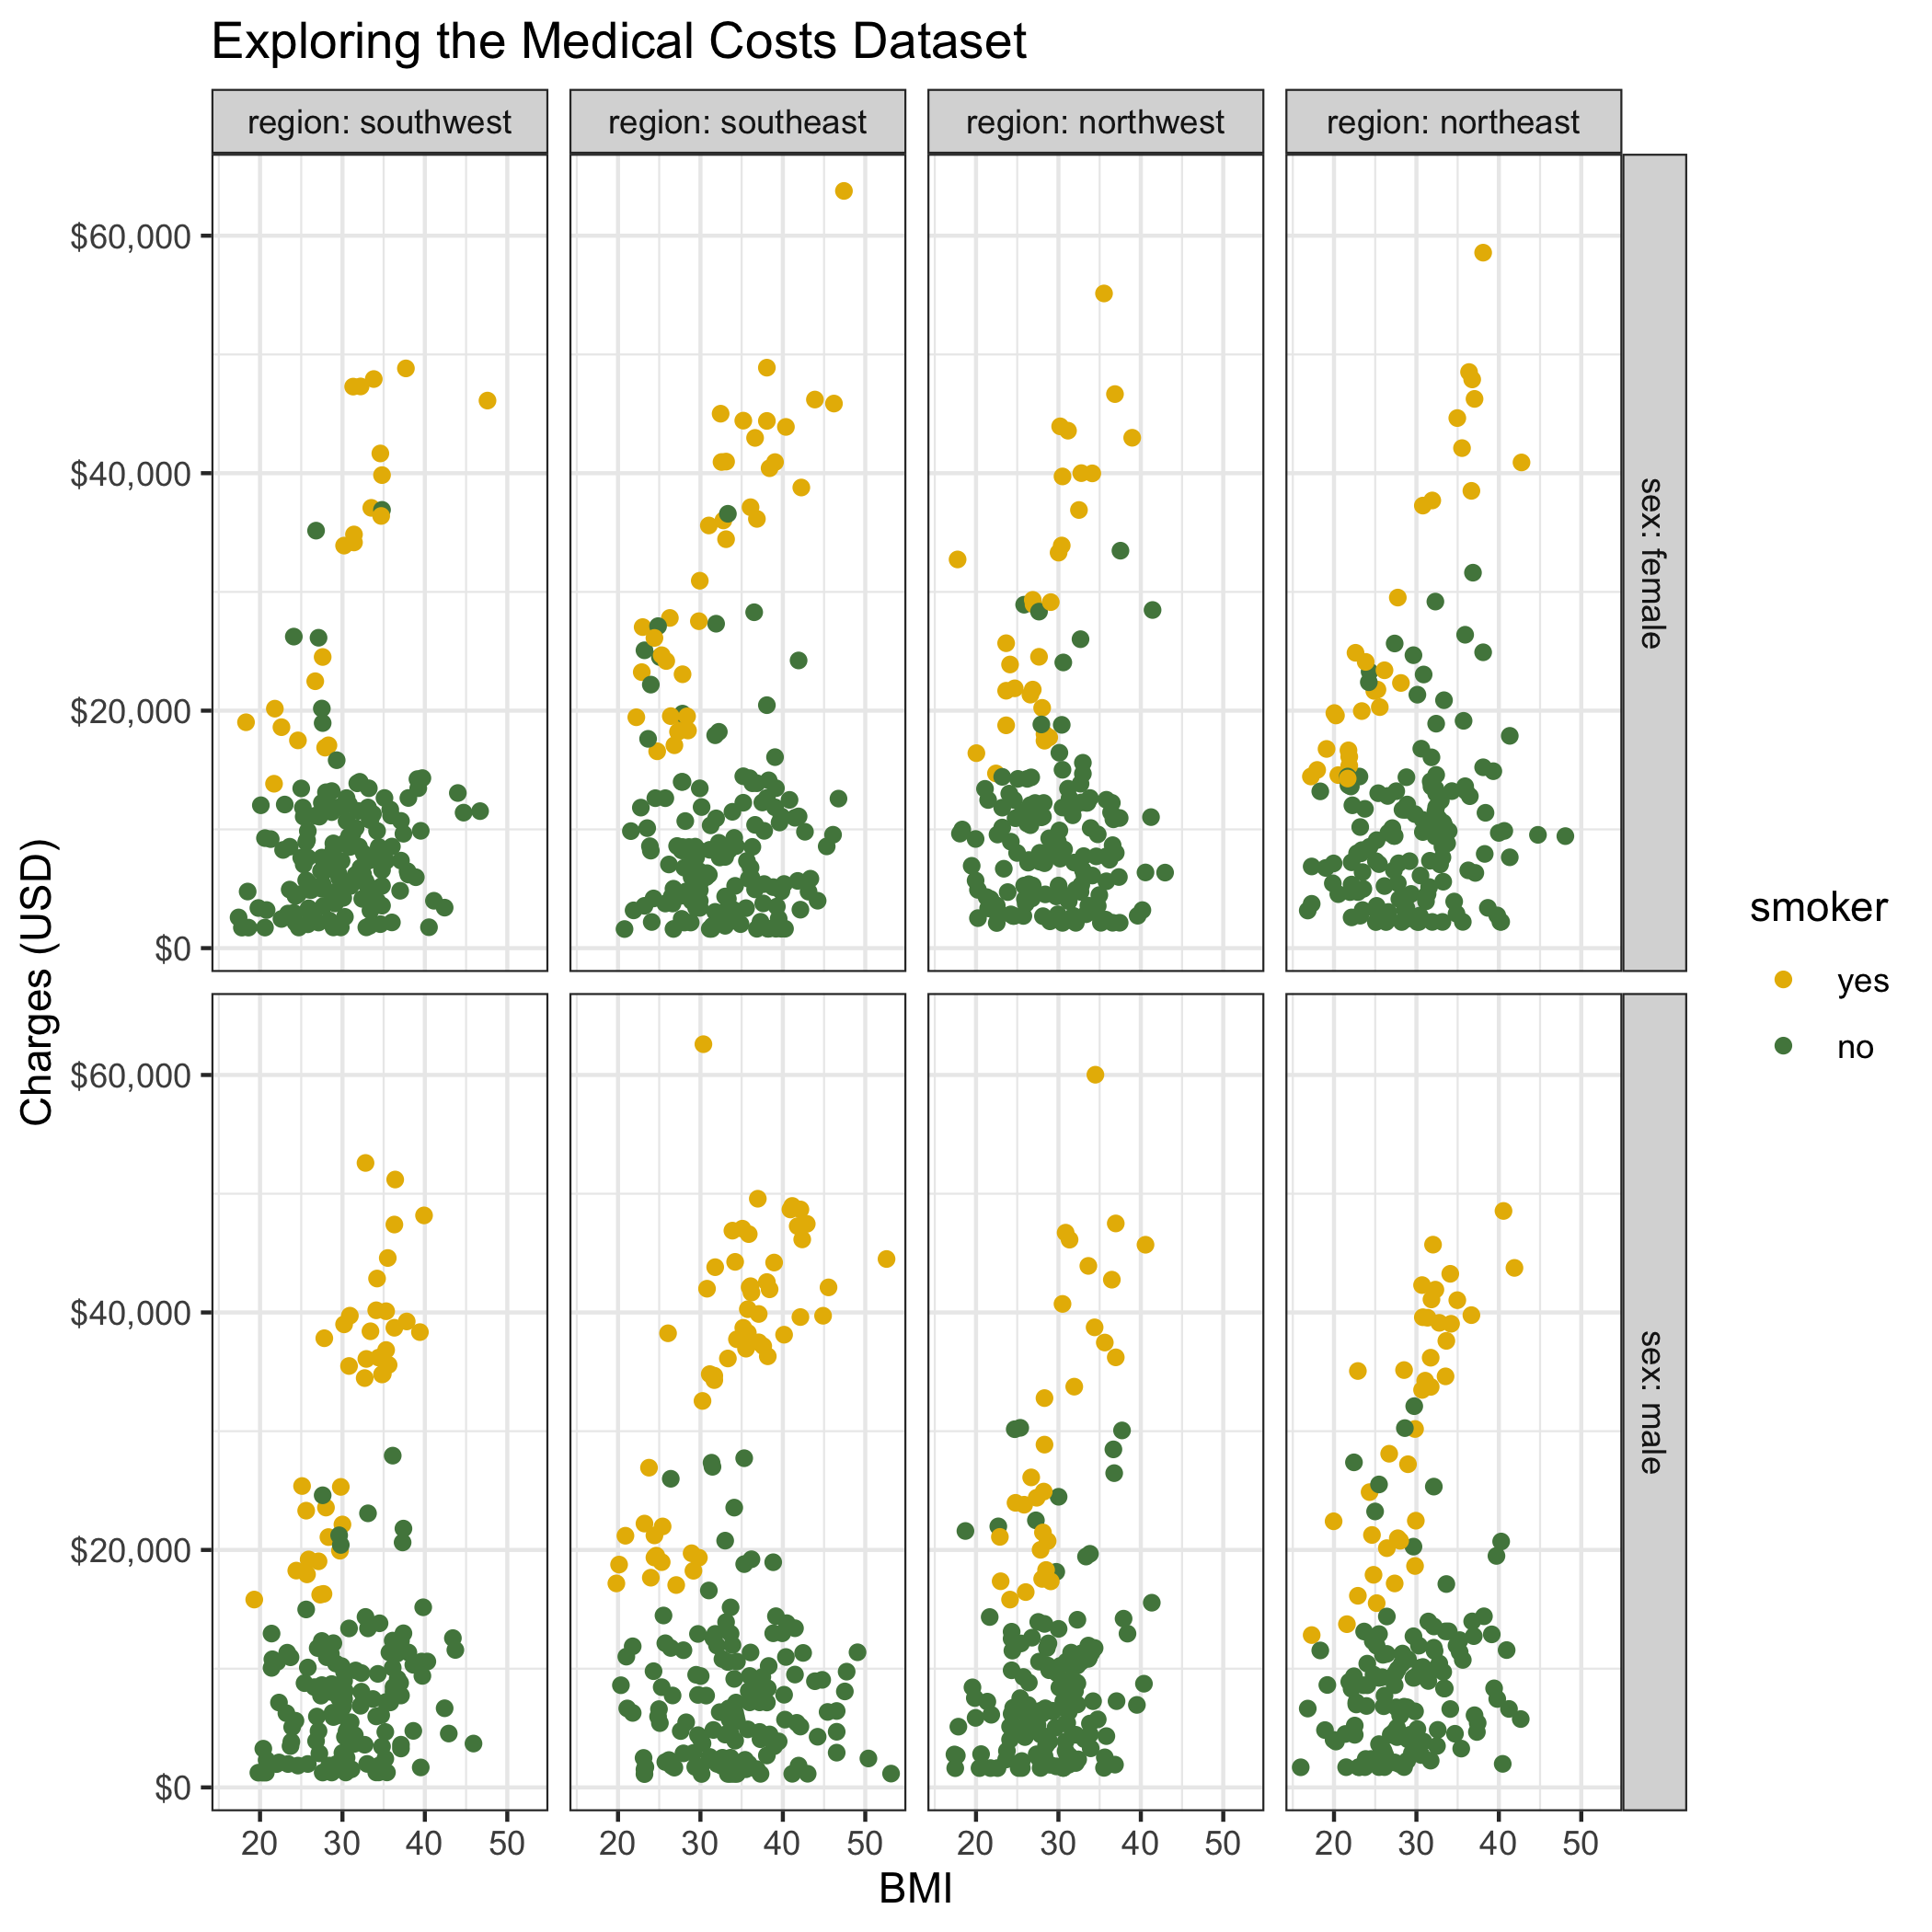 Exploring the Medical Costs Dataset
region: southwest
region: southeast
region: northwest
region: northeast
$60,000
$40,000
$20,000
$0
sex: female
Charges (USD)
smoker
yes
no
$60,000
$40,000
$20,000
$0
sex: male
20 30 40 50
20 30 40 50
20 30 40 50
20 30 40 50
BMI